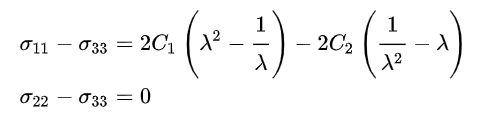 σ₁₁ − σ₃₃ = 2C₁ (λ² − 1/λ) − 2C₂ (1/λ² − λ)
σ₂₂ − σ₃₃ = 0